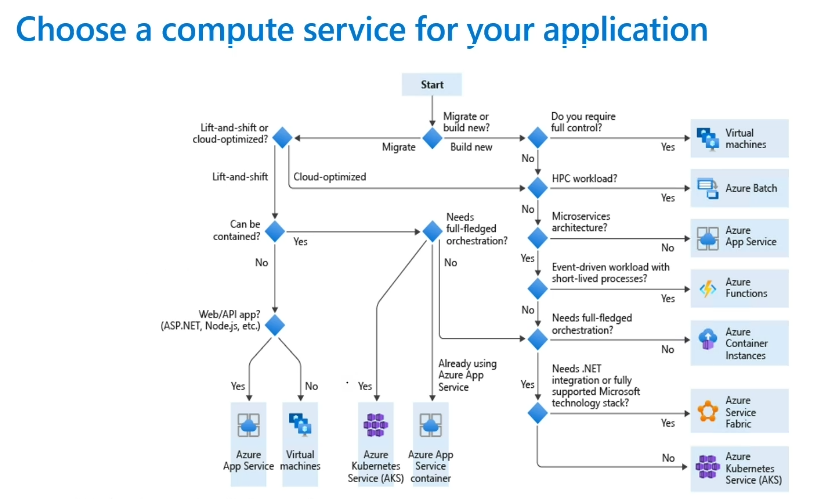 Choose a compute service for your application
Start
Migrate or
build new?
Migrate
Build new
Lift-and-shift or
cloud-optimized?
Lift-and-shift
Cloud-optimized
Do you require
full control?
Yes
No
Virtual
machines
HPC workload?
Yes
No
Azure Batch
Microservices
architecture?
No
Yes
Azure
App Service
Event-driven workload with
short-lived processes?
Yes
No
Azure
Functions
Needs full-fledged
orchestration?
No
Yes
Azure
Container
Instances
Needs .NET
integration or fully
supported Microsoft
technology stack?
Yes
No
Azure
Service
Fabric
Azure
Kubernetes
Service (AKS)
Can be
contained?
Yes
No
Needs
full-fledged
orchestration?
No
Yes
Already using
Azure App
Service
Web/API app?
(ASP.NET, Node.js, etc.)
Yes
No
Azure
App Service
Virtual
machines
Azure
Kubernetes
Service (AKS)
Azure App
Service
container